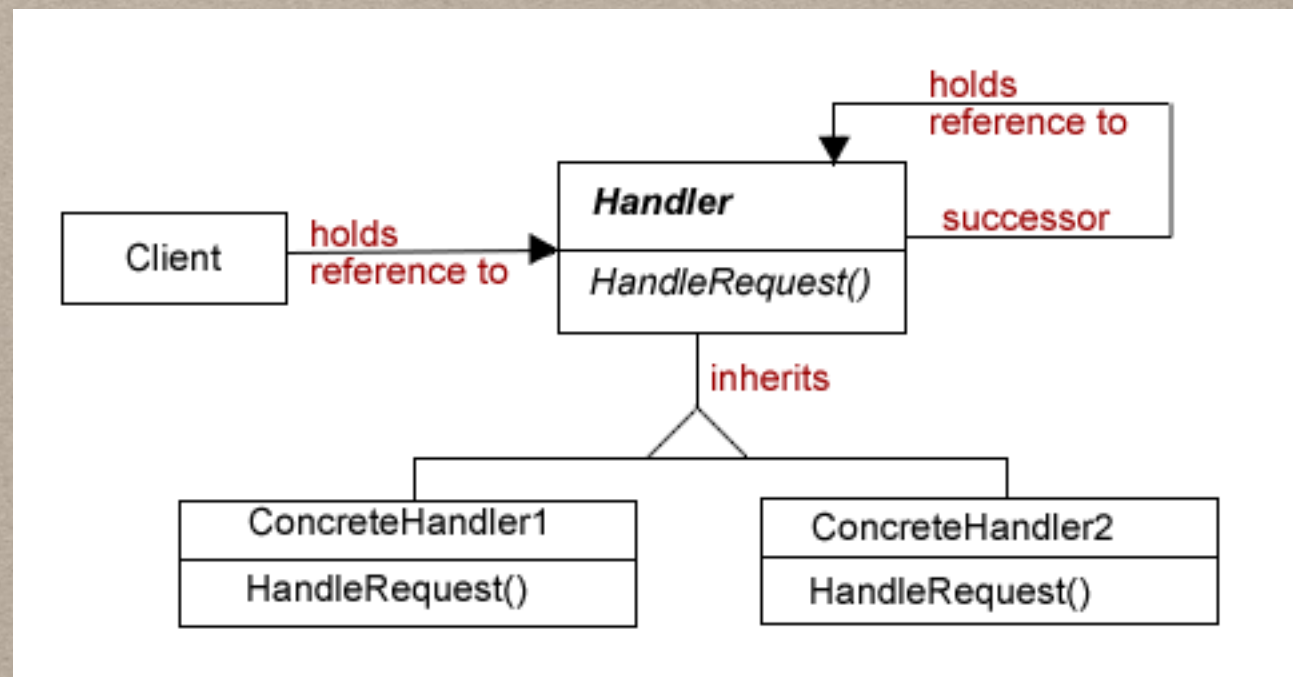 holds
reference to
Handler
successor
Client
holds
reference to
HandleRequest()
inherits
ConcreteHandler1
HandleRequest()
ConcreteHandler2
HandleRequest()